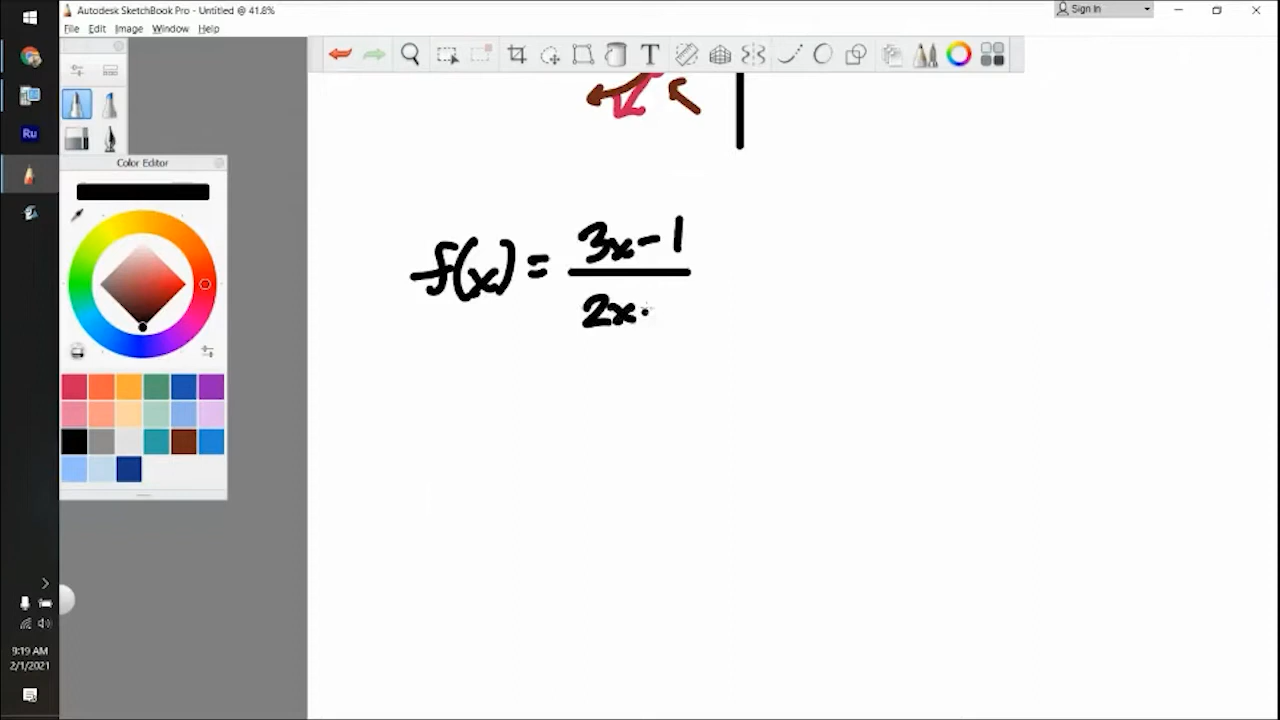 Autodesk SketchBook Pro - Untitled @ 41.8%
Sign In
File Edit Image Window Help
T
Ru
Color Editor
f(x) = 3x-1
2x
9:19 AM
2/1/2021